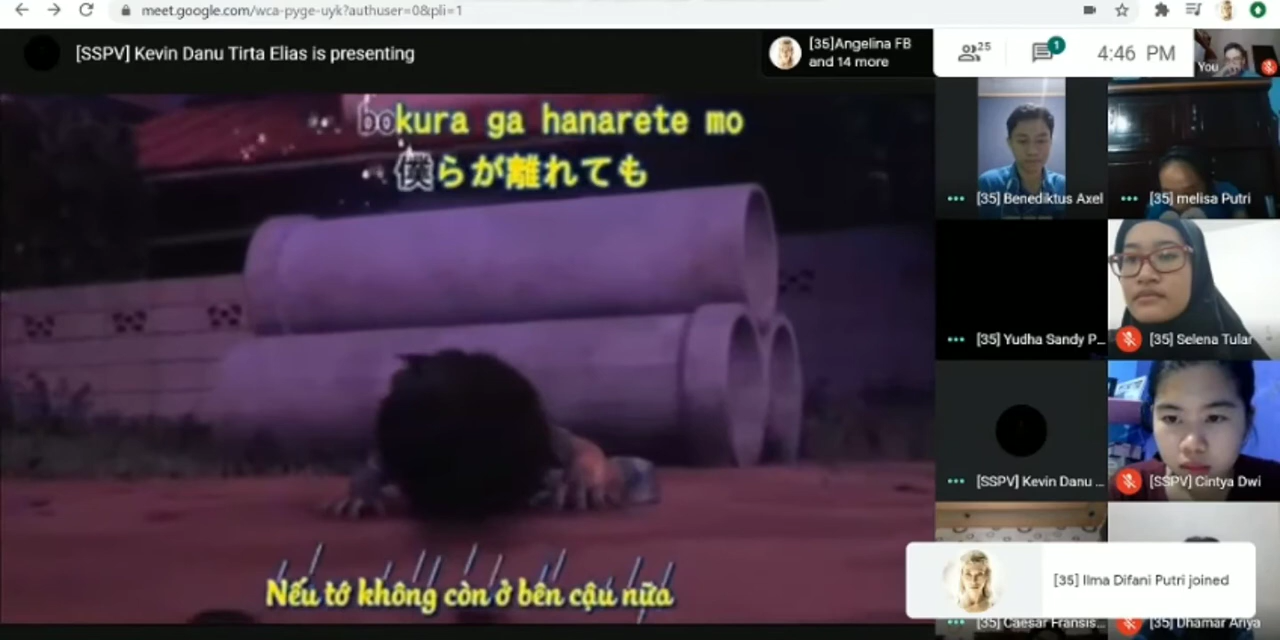 meet.google.com/wca-pyge-uyk?authuser=0&pli=1
[SSPV] Kevin Danu Tirta Elias is presenting
[35]Angelina FB
and 14 more
25
1
4:46 PM
You
bokura ga hanarete mo
僕らが離れても
Nếu tớ không còn ở bên cậu nữa
[35] Benediktus Axel
[35] melisa Putri
[35] Yudha Sandy P...
[35] Selena Tular
[SSPV] Kevin Danu ...
[SSPV] Cintya Dwi
[35] Ilma Difani Putri joined
[35] Caesar Fransis...
[35] Dhamar Ariya